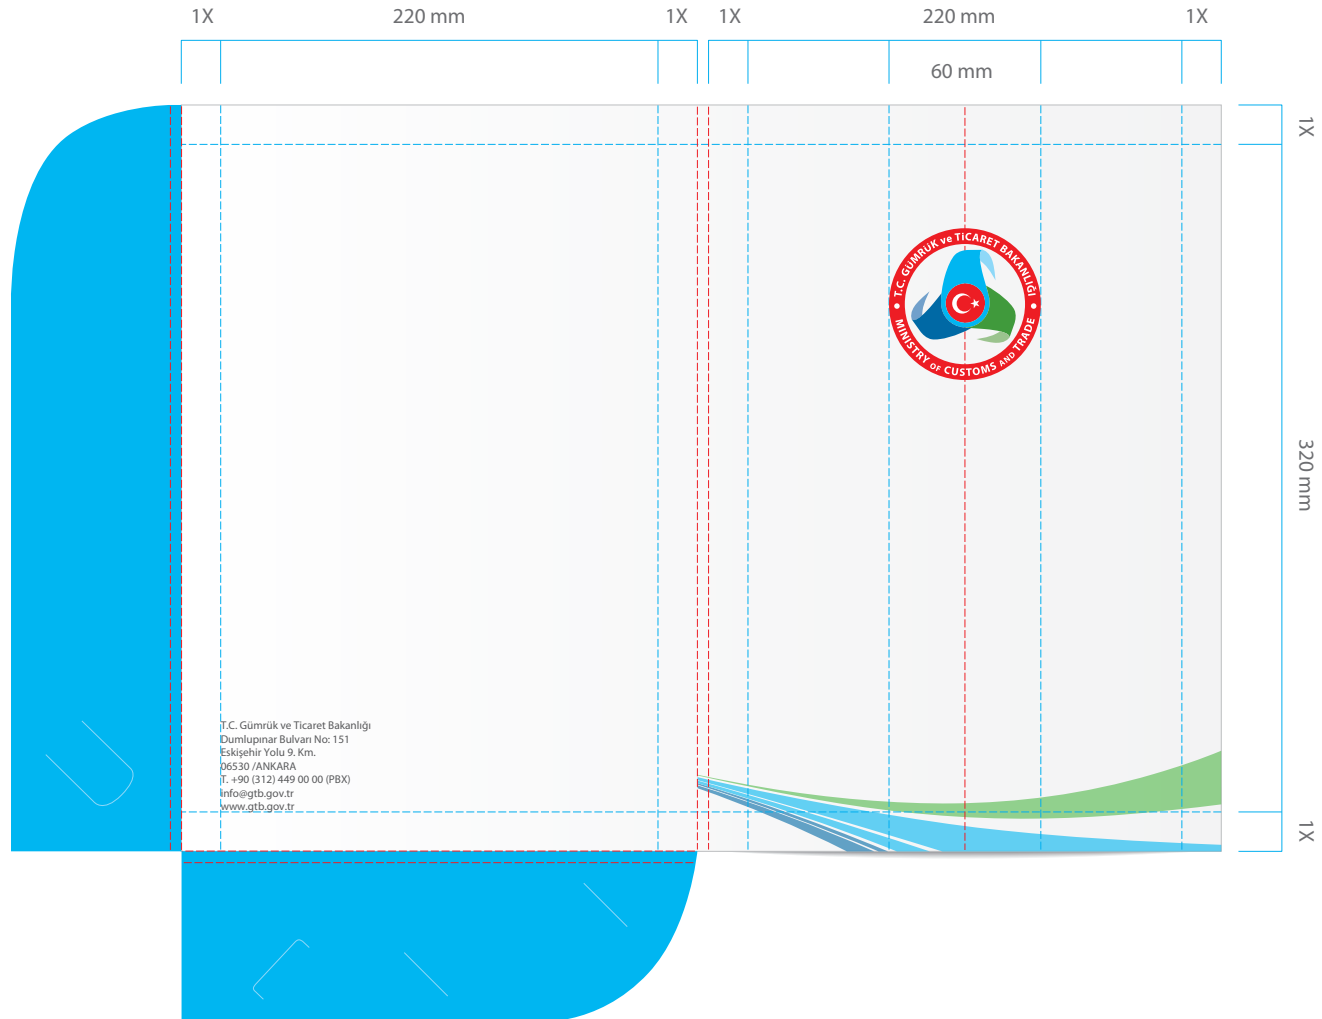 1X 220 mm 1X 1X 220 mm 1X
60 mm
1X
T.C. GÜMRÜK ve TİCARET BAKANLIĞI
MINISTRY OF CUSTOMS AND TRADE
320 mm
T.C. Gümrük ve Ticaret Bakanlığı
Dumlupınar Bulvarı No: 151
Eskişehir Yolu 9. Km.
06530 /ANKARA
T. +90 (312) 449 00 00 (PBX)
info@gtb.gov.tr
www.gtb.gov.tr
1X